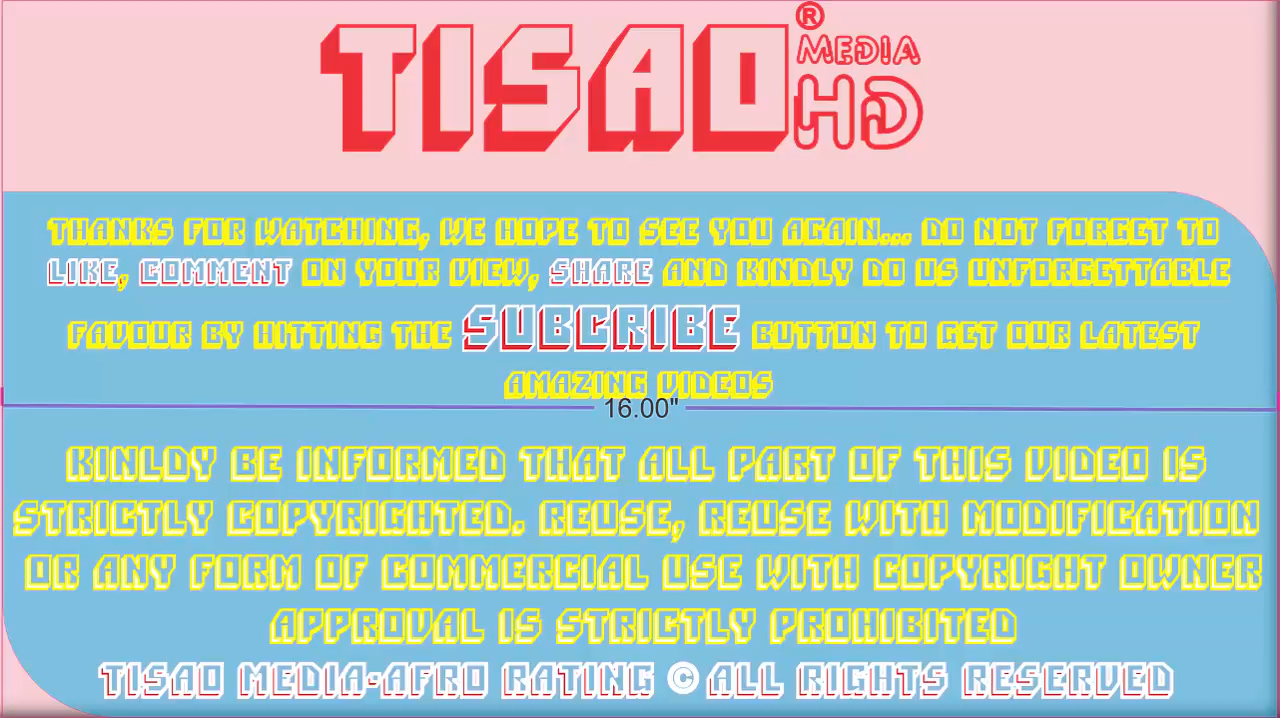 TISAO ® MEDIA HD
THANKS FOR WATCHING, WE HOPE TO SEE YOU AGAIN... DO NOT FORGET TO
LIKE, COMMENT ON YOUR VIEW, SHARE AND KINDLY DO US UNFORGETTABLE
FAVOUR BY HITTING THE SUBCRIBE BUTTON TO GET OUR LATEST
AMAZING VIDEOS
16.00"
KINLDY BE INFORMED THAT ALL PART OF THIS VIDEO IS
STRICTLY COPYRIGHTED. REUSE, REUSE WITH MODIFICATION
OR ANY FORM OF COMMERCIAL USE WITH COPYRIGHT OWNER
APPROVAL IS STRICTLY PROHIBITED
TISAO MEDIA-AFRO RATING © ALL RIGHTS RESERVED